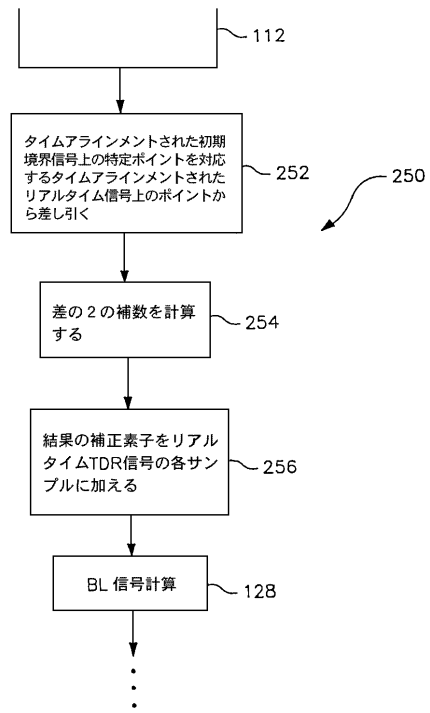 112
タイムアラインメントされた初期
境界信号上の特定ポイントを対応
するタイムアラインメントされた
リアルタイム信号上のポイントか
ら差し引く
252
250
差の2の補数を計算
する
254
結果の補正素子をリアル
タイムTDR信号の各サン
プルに加える
256
BL 信号計算
128